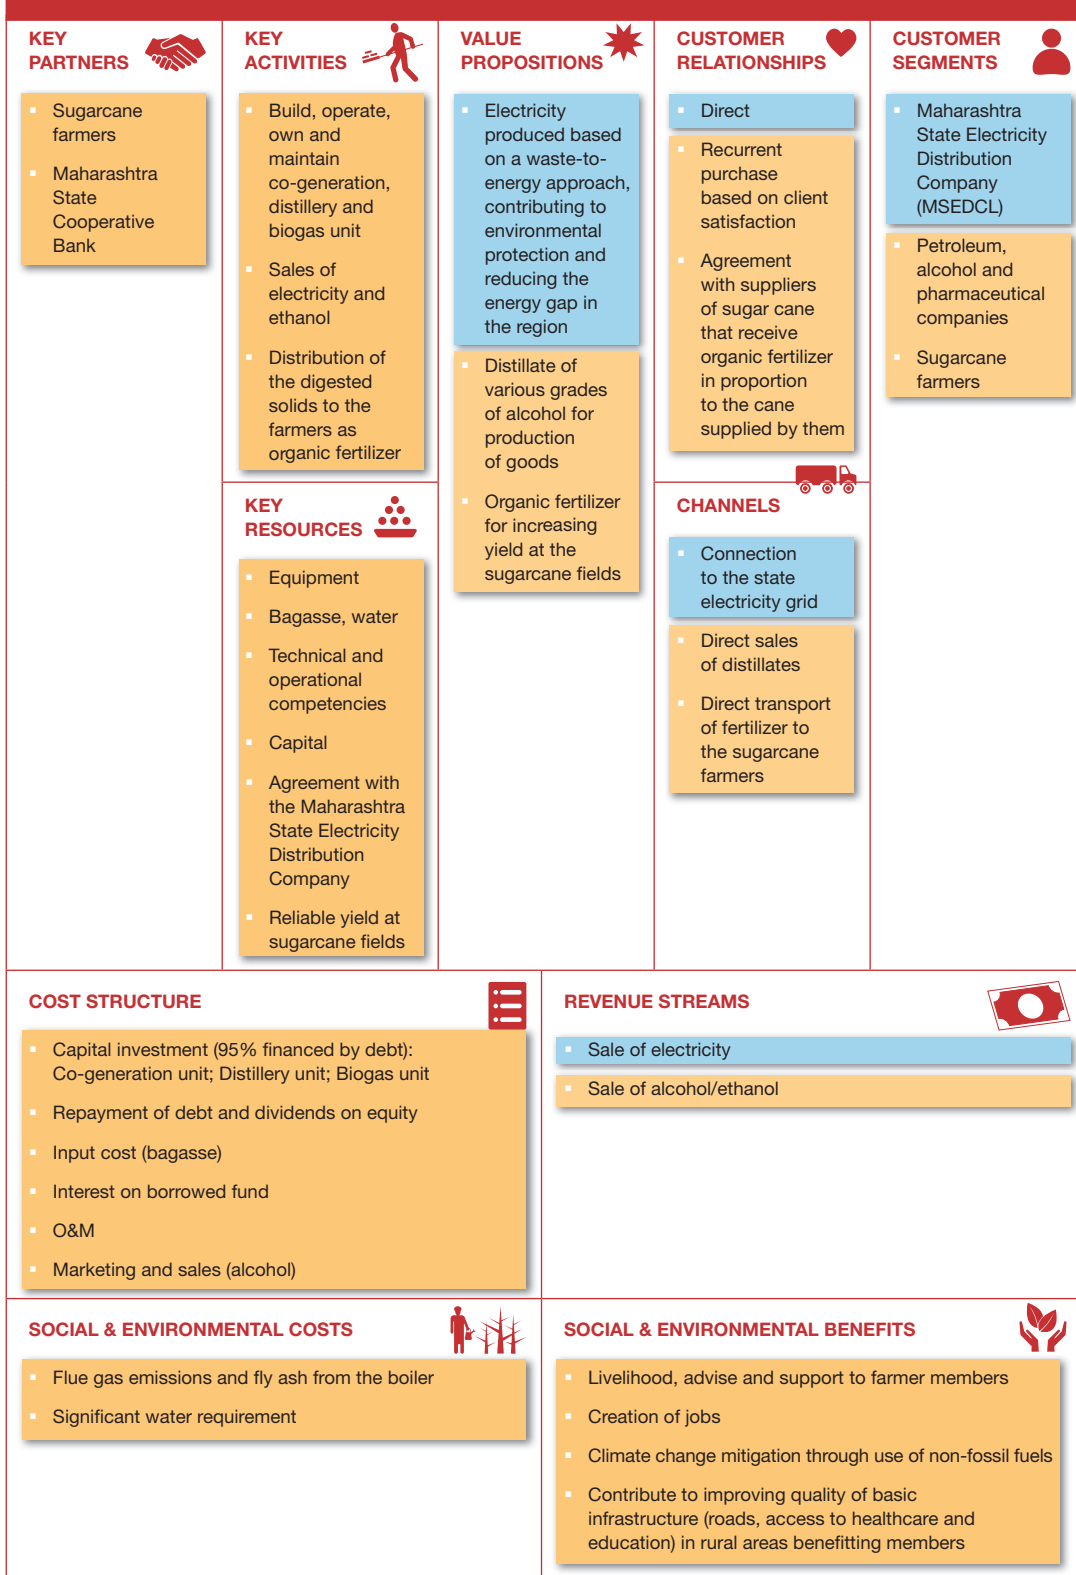 KEY
PARTNERS
Sugarcane
farmers
Maharashtra
State
Cooperative
Bank
KEY
ACTIVITIES
Build, operate,
own and
maintain
co-generation,
distillery and
biogas unit
Sales of
electricity and
ethanol
Distribution of
the digested
solids to the
farmers as
organic fertilizer
KEY
RESOURCES
Equipment
Bagasse, water
Technical and
operational
competencies
Capital
Agreement with
the Maharashtra
State Electricity
Distribution
Company
Reliable yield at
sugarcane fields
VALUE
PROPOSITIONS
Electricity
produced based
on a waste-to-
energy approach,
contributing to
environmental
protection and
reducing the
energy gap in
the region
Distillate of
various grades
of alcohol for
production
of goods
Organic fertilizer
for increasing
yield at the
sugarcane fields
CUSTOMER
RELATIONSHIPS
Direct
Recurrent
purchase
based on client
satisfaction
Agreement
with suppliers
of sugar cane
that receive
organic fertilizer
in proportion
to the cane
supplied by them
CHANNELS
Connection
to the state
electricity grid
Direct sales
of distillates
Direct transport
of fertilizer to
the sugarcane
farmers
CUSTOMER
SEGMENTS
Maharashtra
State Electricity
Distribution
Company
(MSEDCL)
Petroleum,
alcohol and
pharmaceutical
companies
Sugarcane
farmers
COST STRUCTURE
Capital investment (95% financed by debt):
Co-generation unit; Distillery unit; Biogas unit
Repayment of debt and dividends on equity
Input cost (bagasse)
Interest on borrowed fund
O&M
Marketing and sales (alcohol)
REVENUE STREAMS
Sale of electricity
Sale of alcohol/ethanol
SOCIAL & ENVIRONMENTAL COSTS
Flue gas emissions and fly ash from the boiler
Significant water requirement
SOCIAL & ENVIRONMENTAL BENEFITS
Livelihood, advise and support to farmer members
Creation of jobs
Climate change mitigation through use of non-fossil fuels
Contribute to improving quality of basic
infrastructure (roads, access to healthcare and
education) in rural areas benefitting members